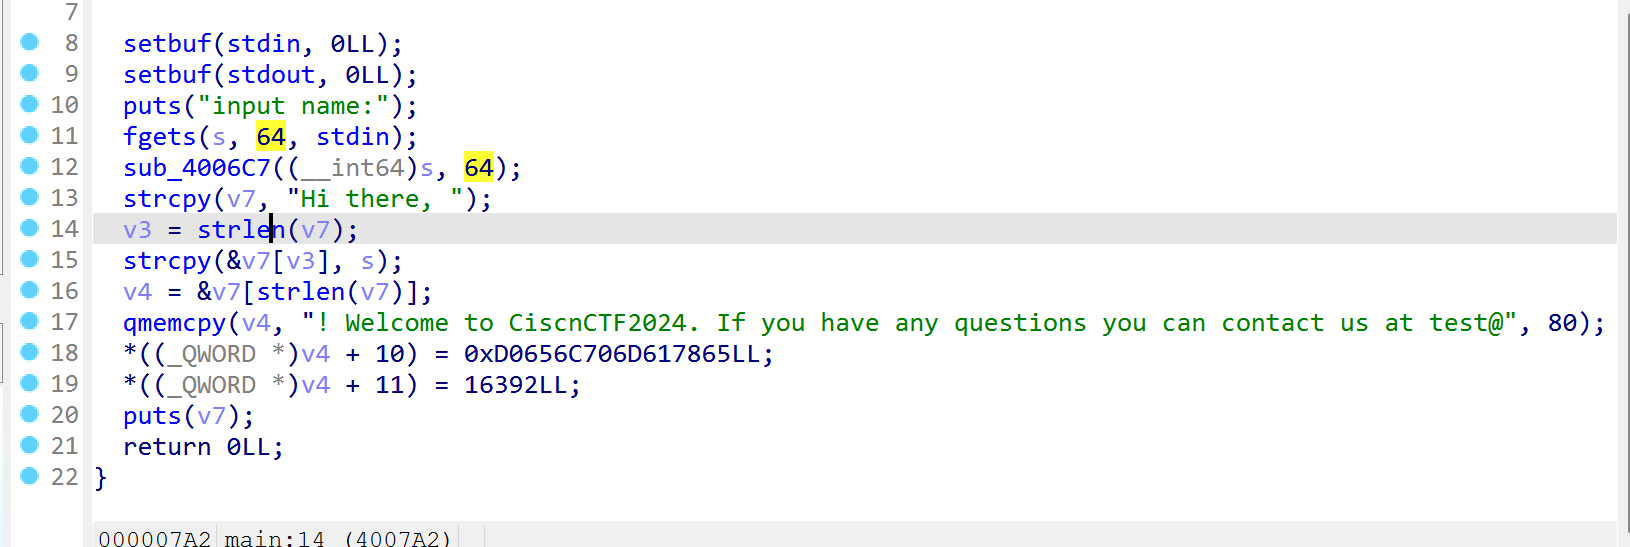 7
8 setbuf(stdin, 0LL);
9 setbuf(stdout, 0LL);
10 puts("input name:");
11 fgets(s, 64, stdin);
12 sub_4006C7((__int64)s, 64);
13 strcpy(v7, "Hi there, ");
14 v3 = strlen(v7);
15 strcpy(&v7[v3], s);
16 v4 = &v7[strlen(v7)];
17 qmemcpy(v4, "! Welcome to CiscnCTF2024. If you have any questions you can contact us at test@", 80);
18 *((_QWORD *)v4 + 10) = 0xD0656C706D617865LL;
19 *((_QWORD *)v4 + 11) = 16392LL;
20 puts(v7);
21 return 0LL;
22 }
000007A2 main:14 (4007A2)